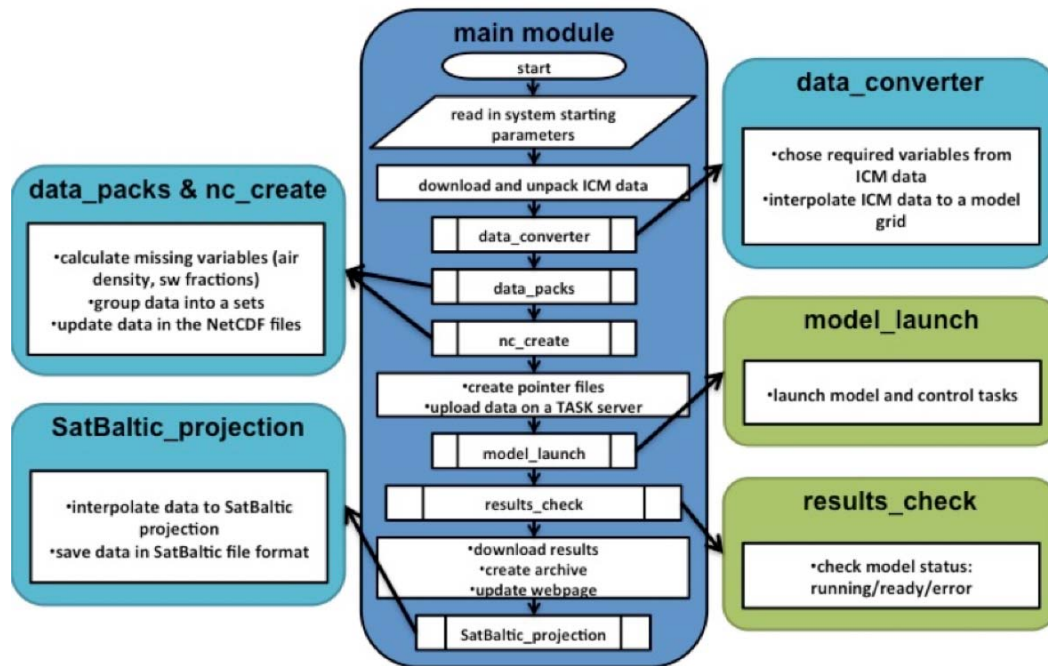 main module
start
read in system starting
parameters
download and unpack ICM data
data_converter
data_packs
nc_create
•create pointer files
•upload data on a TASK server
model_launch
results_check
•download results
•create archive
•update webpage
SatBaltic_projection
data_packs & nc_create
•calculate missing variables (air
density, sw fractions)
•group data into a sets
•update data in the NetCDF files
SatBaltic_projection
•interpolate data to SatBaltic
projection
•save data in SatBaltic file format
data_converter
•chose required variables from
ICM data
•interpolate ICM data to a model
grid
model_launch
•launch model and control tasks
results_check
•check model status:
running/ready/error